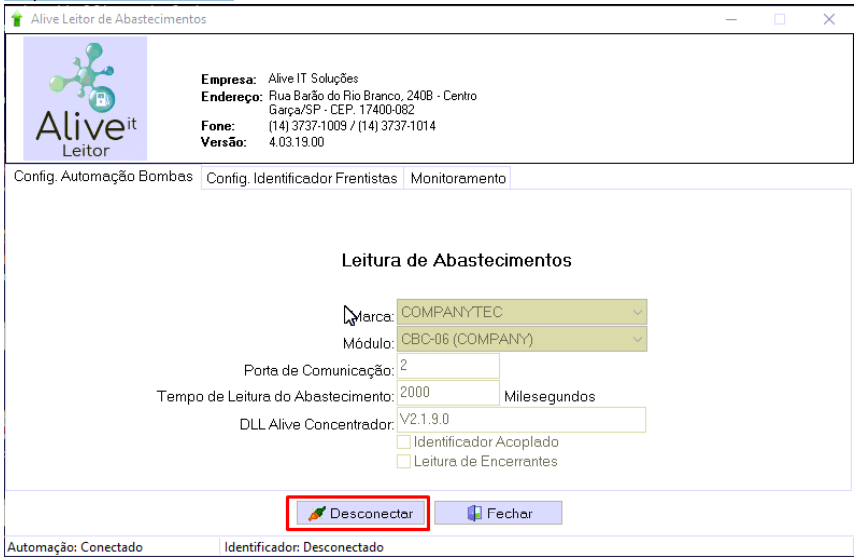 Alive Leitor de Abastecimentos
Alive it
Leitor
Empresa: Alive IT Soluções
Endereço: Rua Barão do Rio Branco, 240B - Centro
Garça/SP - CEP. 17400-082
Fone: (14) 3737-1009 / (14) 3737-1014
Versão: 4.03.19.00
Config. Automação Bombas Config. Identificador Frentistas Monitoramento
Leitura de Abastecimentos
Marca: COMPANYTEC
Módulo: CBC-06 (COMPANY)
Porta de Comunicação: 2
Tempo de Leitura do Abastecimento: 2000 Milesegundos
DLL Alive Concentrador: V2.1.9.0
Identificador Acoplado
Leitura de Encerrantes
Desconectar Fechar
Automação: Conectado Identificador: Desconectado